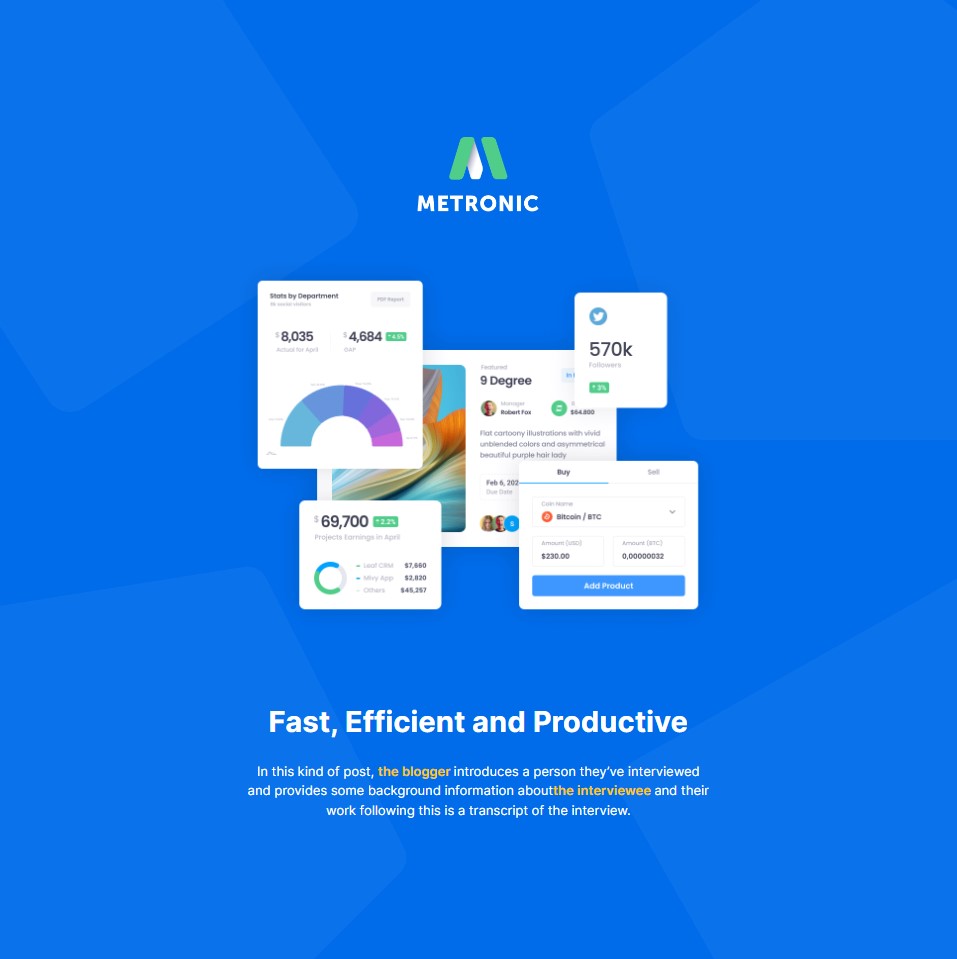 METRONIC
Stats by Department
PDF Report
$ 8,035
Actual for April
$ 4,684
4.5%
GAP
570k
Followers
3%
Featured
9 Degree
Manager
Robert Fox
$64.800
Flat cartoony illustrations with vivid
unblended colors and asymmetrical
beautiful purple hair lady
Feb 6, 202
Due Date
S
$ 69,700
2.2%
Projects Earnings in April
Leaf CRM $7,660
Mivy App $2,820
Others $45,257
Buy
Sell
Coin Name
Bitcoin / BTC
Amount (USD)
$230.00
Amount (BTC)
0,00000032
Add Product
Fast, Efficient and Productive
In this kind of post, the blogger introduces a person they’ve interviewed
and provides some background information aboutthe interviewee and their
work following this is a transcript of the interview.